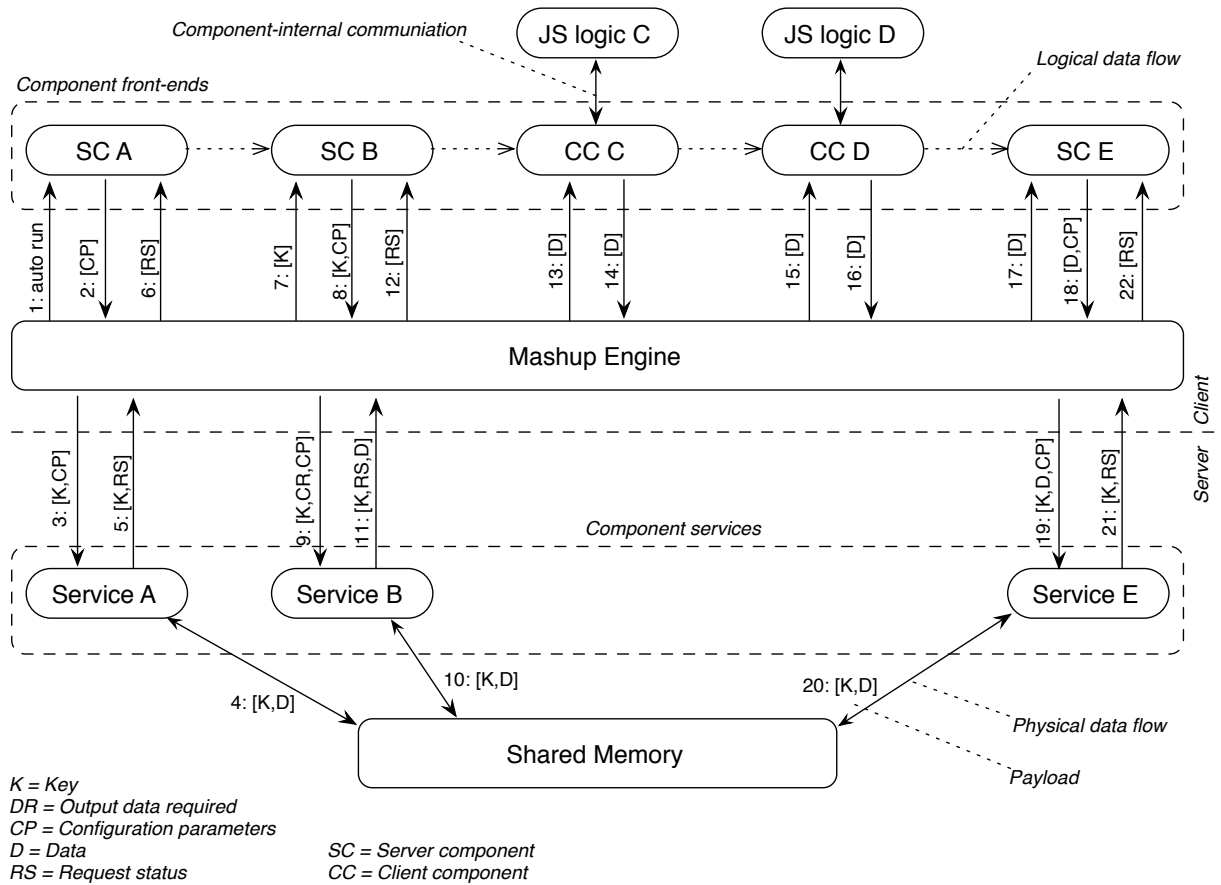 Component-internal communiation
JS logic C
JS logic D
Logical data flow
Component front-ends
SC A
SC B
CC C
CC D
SC E
1: auto run
2: [CP]
6: [RS]
7: [K]
8: [K,CP]
12: [RS]
13: [D]
14: [D]
15: [D]
16: [D]
17: [D]
18: [D,CP]
22: [RS]
Mashup Engine
Client
Server
3: [K,CP]
5: [K,RS]
9: [K,CR,CP]
11: [K,RS,D]
19: [K,D,CP]
21: [K,RS]
Component services
Service A
Service B
Service E
4: [K,D]
10: [K,D]
20: [K,D]
Physical data flow
Payload
Shared Memory
K = Key
DR = Output data required
CP = Configuration parameters
D = Data
RS = Request status
SC = Server component
CC = Client component